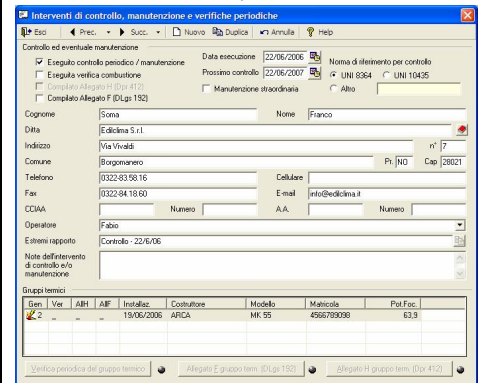 Interventi di controllo, manutenzione e verifiche periodiche
Esci Prec. Succ. Nuovo Duplica Annulla Help
Controllo ed eventuale manutenzione
Eseguito controllo periodico / manutenzione
Eseguita verifica combustione
Compilato Allegato H (Dpr 412)
Compilato Allegato F (DLgs 192)
Data esecuzione 22/06/2006
Prossimo controllo 22/06/2007
Manutenzione straordinaria
Norma di riferimento per controllo
UNI 8364 UNI 10435
Altro
Cognome Soma Nome Franco
Ditta Edilclima S.r.l.
Indirizzo Via Vivaldi n° 7
Comune Borgomanero Pr. NO Cap 28021
Telefono 0322-83.58.16 Cellulare
Fax 0322-84.18.60 E-mail info@edilclima.it
CCIAA Numero A.A. Numero
Operatore Fabio
Estremi rapporto Controllo - 22/6/06
Note dell'intervento
di controllo e/o
manutenzione
Gruppi termici
Gen Ver AllH AllF Installaz. Costruttore Modello Matricola Pot.Foc.
2 _ _ _ 19/06/2006 ARCA MK 55 4566789098 63,9
Verifica periodica del gruppo termico Allegato F gruppo term. (DLgs 192) Allegato H gruppo term. (Dpr 412)